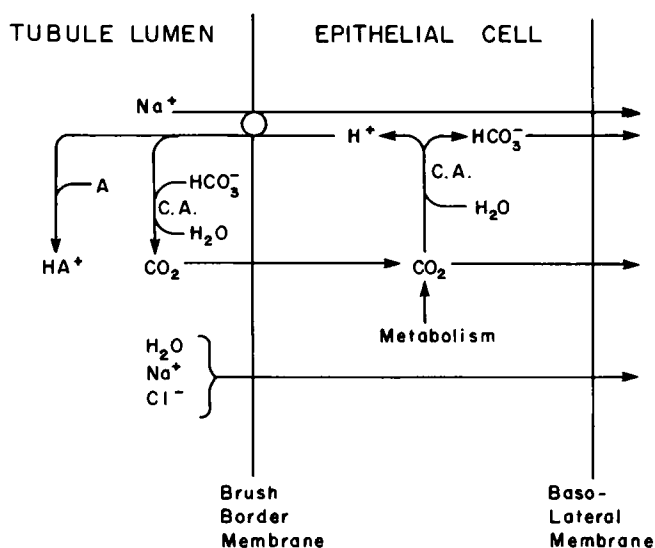 TUBULE LUMEN
EPITHELIAL CELL
Na⁺
H⁺
HCO₃⁻
A
HCO₃⁻
C.A.
H₂O
C.A.
H₂O
HA⁺
CO₂
CO₂
Metabolism
H₂O
Na⁺
Cl⁻
Brush
Border
Membrane
Baso-
Lateral
Membrane